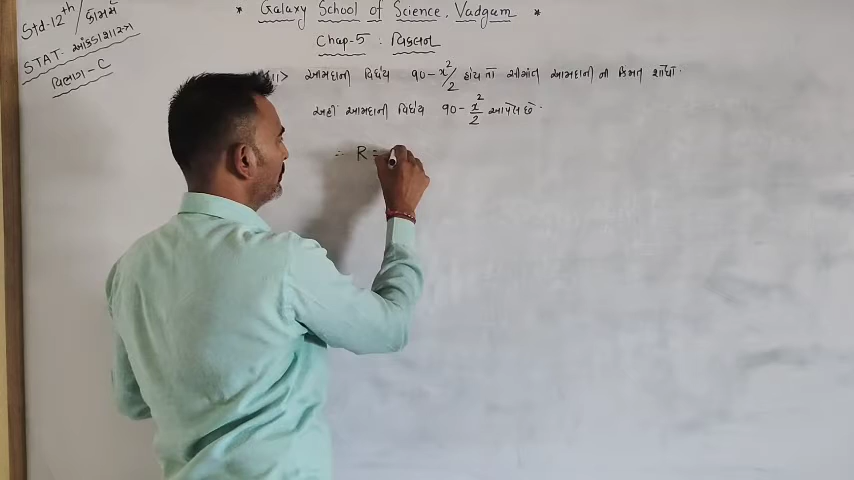 Std-12th / કોમર્સ
STAT: આંકડાશાસ્ત્ર
વિભાગ - C
* Galaxy School of Science, Vadgam *
Chap-5 : વિકલન
11> આમદાની વિધેય 90 - x²/2 હોય તો સીમાંત આમદાની ની કિંમત શોધો.
અહીં આમદાની વિધેય 90 - x²/2 આપેલ છે.
∴ R =